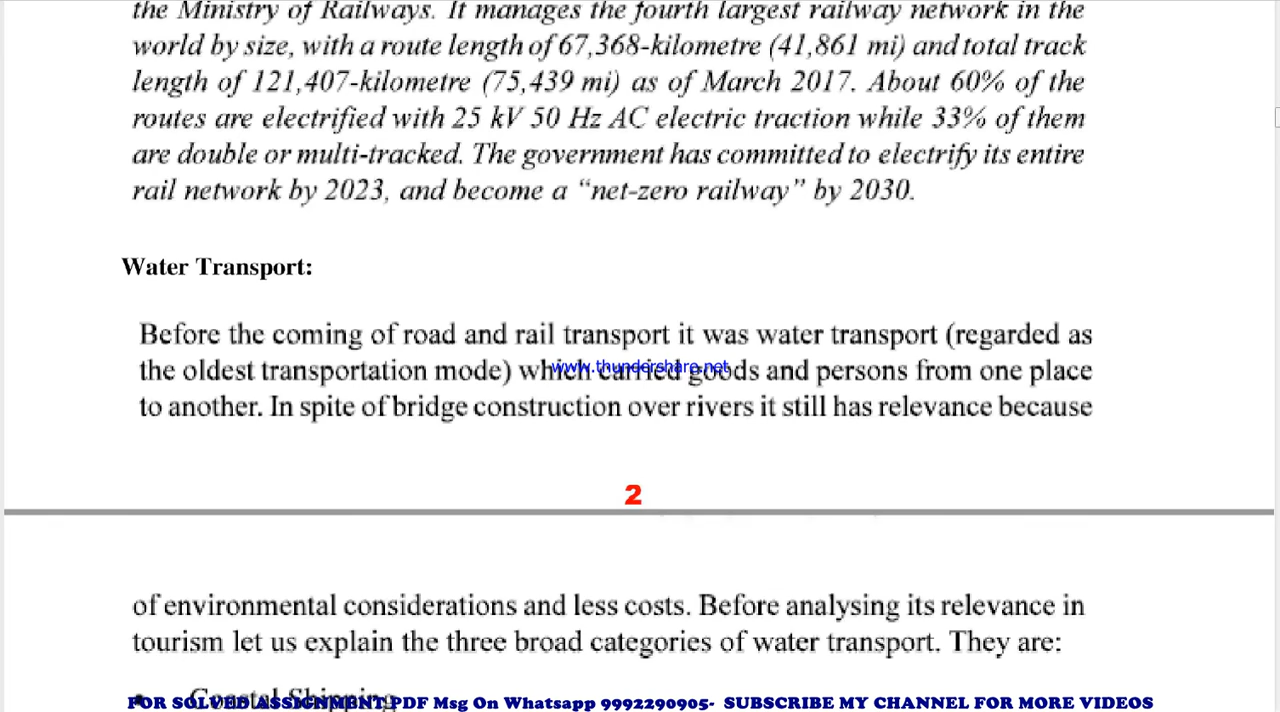 the Ministry of Railways. It manages the fourth largest railway network in the
world by size, with a route length of 67,368-kilometre (41,861 mi) and total track
length of 121,407-kilometre (75,439 mi) as of March 2017. About 60% of the
routes are electrified with 25 kV 50 Hz AC electric traction while 33% of them
are double or multi-tracked. The government has committed to electrify its entire
rail network by 2023, and become a “net-zero railway” by 2030.
Water Transport:
Before the coming of road and rail transport it was water transport (regarded as
the oldest transportation mode) which carried goods and persons from one place
www.thundershare.net
to another. In spite of bridge construction over rivers it still has relevance because
2
of environmental considerations and less costs. Before analysing its relevance in
tourism let us explain the three broad categories of water transport. They are:
• Coastal Shipping
FOR SOLVED ASSIGNMENT PDF Msg On Whatsapp 9992290905- SUBSCRIBE MY CHANNEL FOR MORE VIDEOS